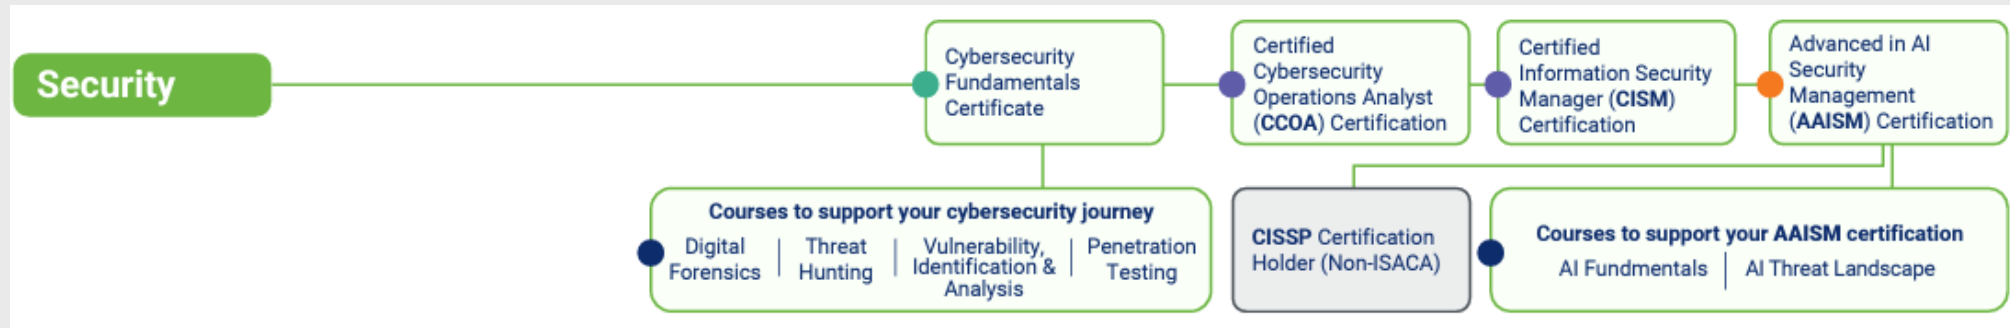 Security
Cybersecurity
Fundamentals
Certificate
Certified
Cybersecurity
Operations Analyst
(CCOA) Certification
Certified
Information Security
Manager (CISM)
Certification
Advanced in AI
Security
Management
(AAISM) Certification
Courses to support your cybersecurity journey
Digital
Forensics
Threat
Hunting
Vulnerability,
Identification &
Analysis
Penetration
Testing
CISSP Certification
Holder (Non-ISACA)
Courses to support your AAISM certification
AI Fundmentals
AI Threat Landscape